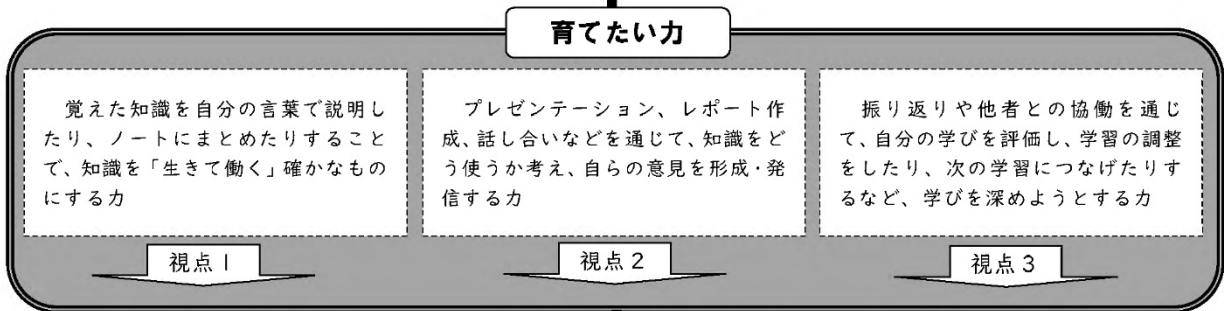 育てたい力
覚えた知識を自分の言葉で説明し
たり、ノートにまとめたりすること
で、知識を「生きて働く」確かなもの
にする力
プレゼンテーション、レポート作
成、話し合いなどを通じて、知識をど
う使うか考え、自らの意見を形成・発
信する力
振り返りや他者との協働を通じ
て、自分の学びを評価し、学習の調整
をしたり、次の学習につなげたりす
るなど、学びを深めようとする力
視点1
視点2
視点3